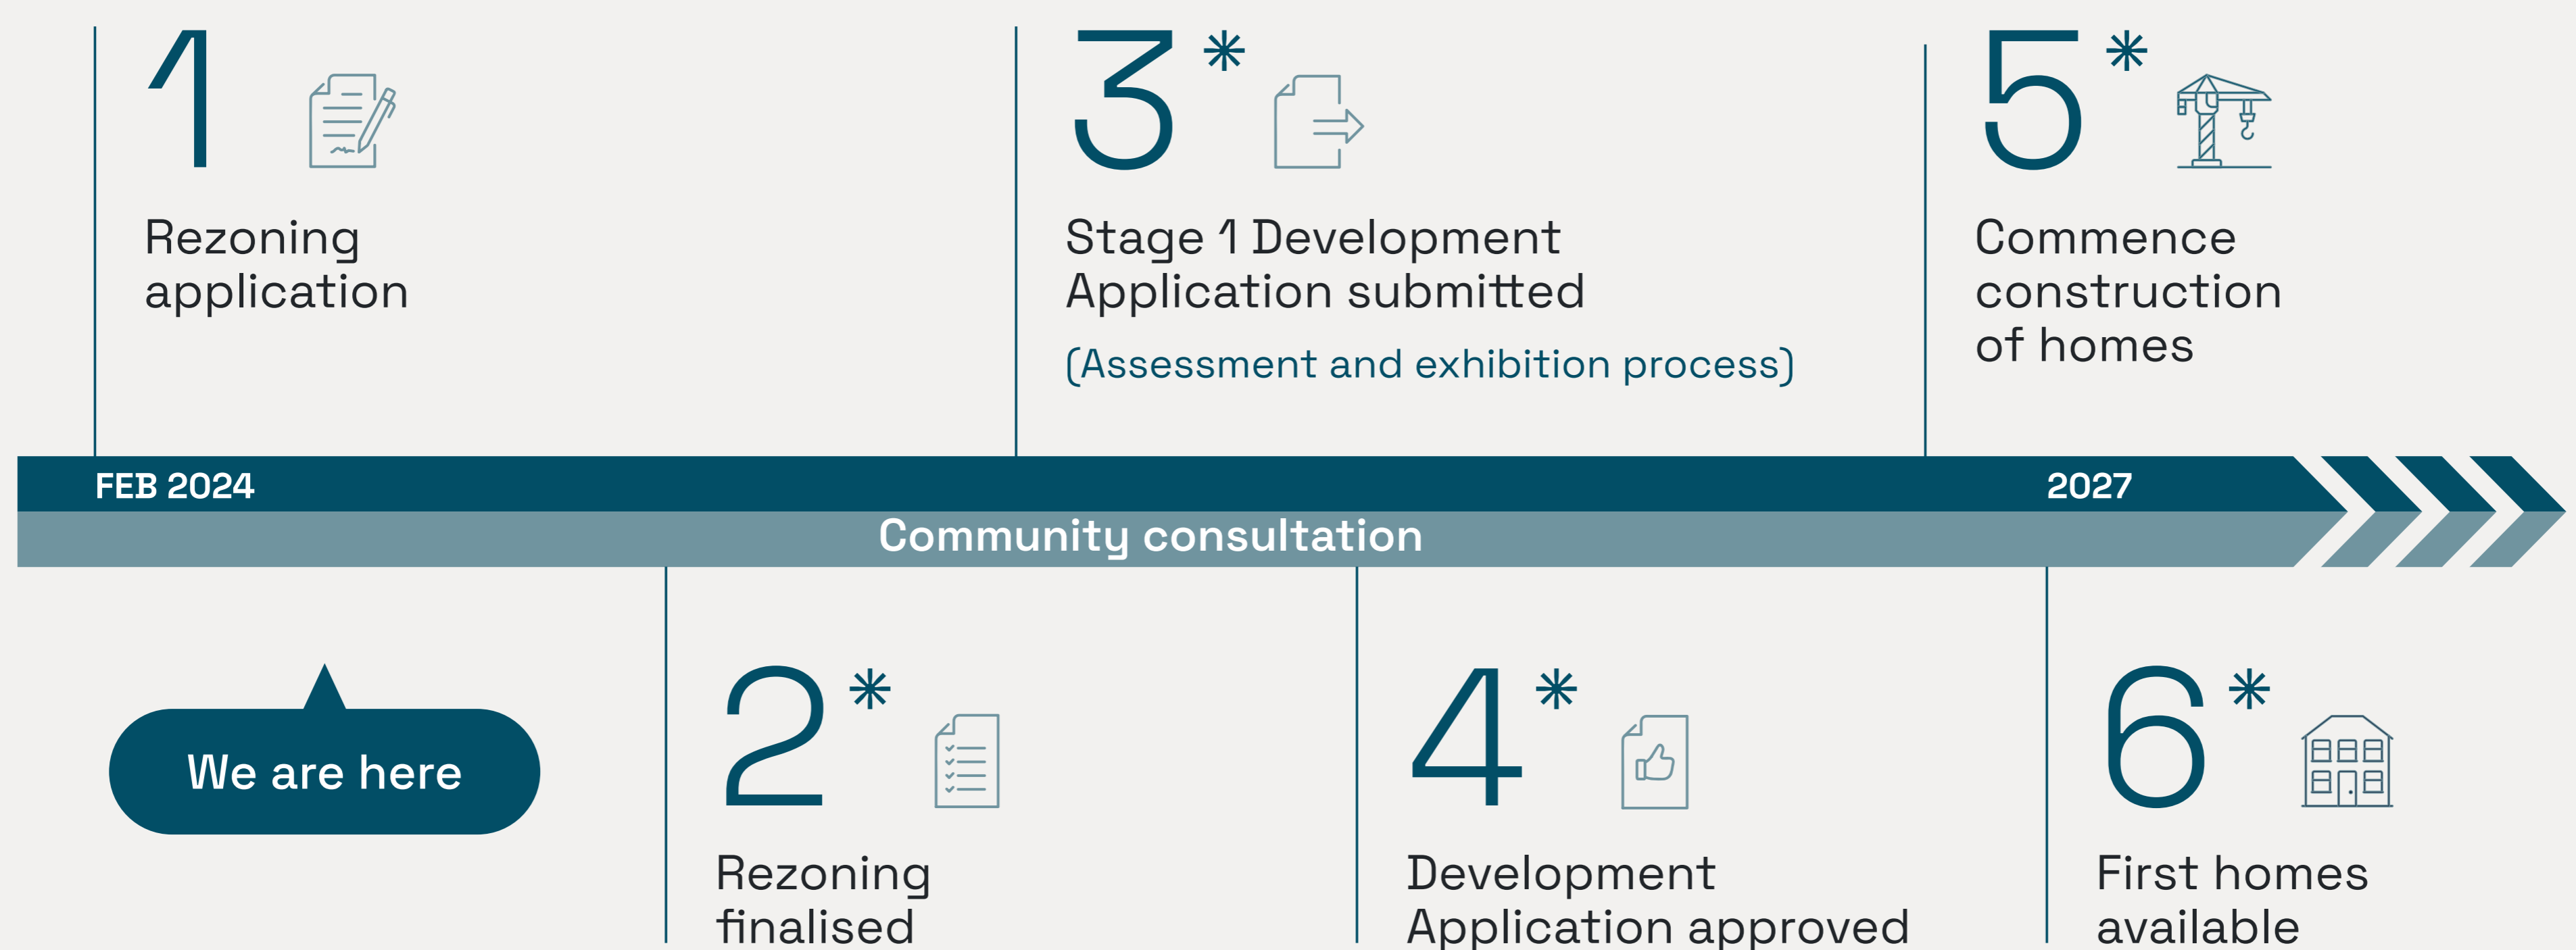 1
Rezoning
application
3*
Stage 1 Development
Application submitted
(Assessment and exhibition process)
5*
Commence
construction
of homes
FEB 2024
2027
Community consultation
We are here
2*
Rezoning
finalised
4*
Development
Application approved
6*
First homes
available